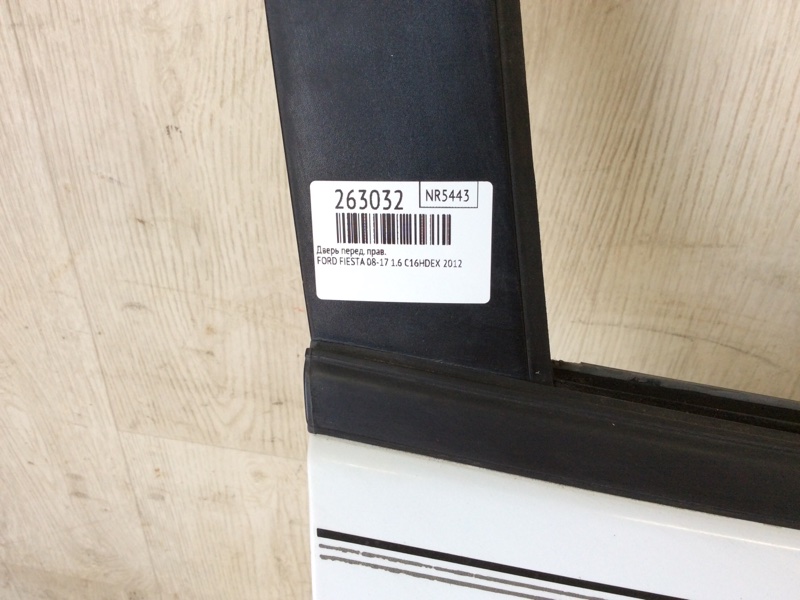 263032 NR5443
Дверь перед. прав.
FORD FIESTA 08-17 1.6 C16HDEX 2012